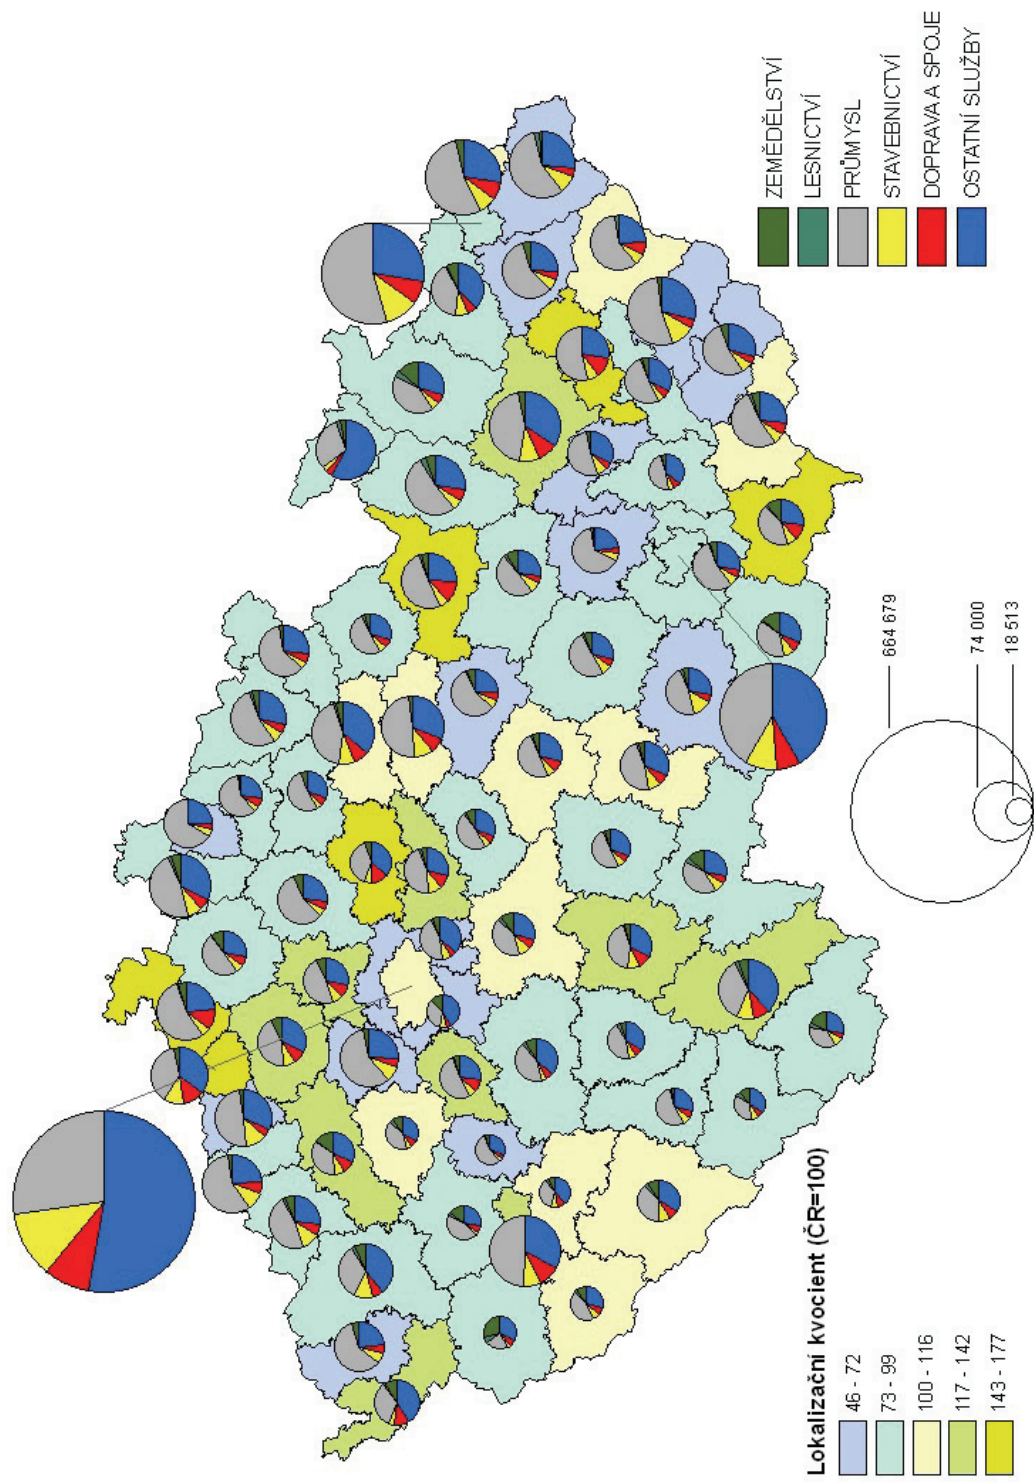 ZEMĚDĚLSTVÍ
LESNICTVÍ
PRŮMYSL
STAVEBNICTVÍ
DOPRAVA A SPOJE
OSTATNÍ SLUŽBY
664 679
74 000
18 513
Lokalizační kvocient (ČR=100)
46 - 72
73 - 99
100 - 116
117 - 142
143 - 177